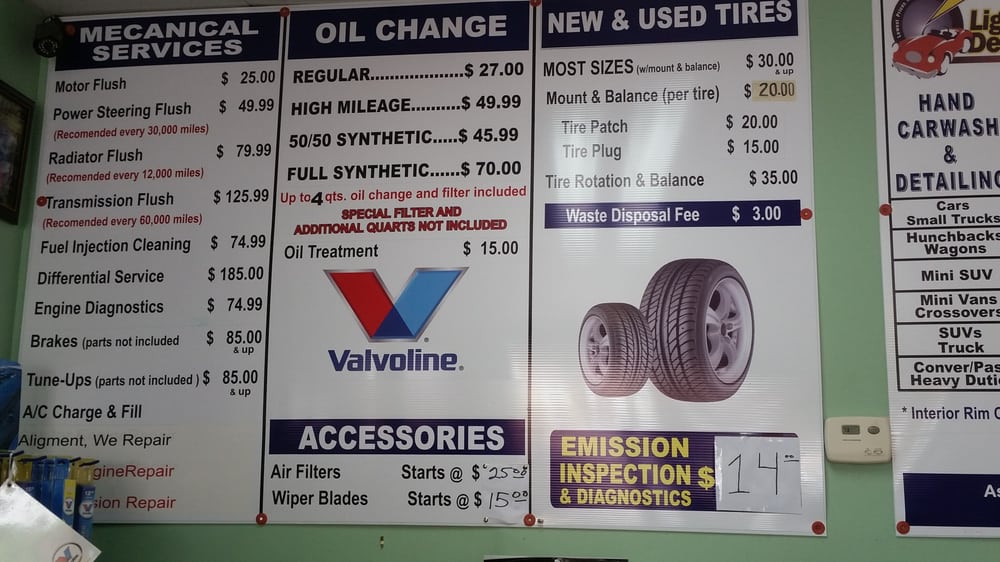 MECANICAL
SERVICES
Motor Flush $ 25.00
Power Steering Flush $ 49.99
(Recomended every 30,000 miles)
Radiator Flush $ 79.99
(Recomended every 12,000 miles)
Transmission Flush $ 125.99
(Recomended every 60,000 miles)
Fuel Injection Cleaning $ 74.99
Differential Service $ 185.00
Engine Diagnostics $ 74.99
Brakes (parts not included $ 85.00
& up
Tune-Ups (parts not included ) $ 85.00
& up
A/C Charge & Fill
Aligment, We Repair
gineRepair
sion Repair
OIL CHANGE
REGULAR..................$ 27.00
HIGH MILEAGE..........$ 49.99
50/50 SYNTHETIC.....$ 45.99
FULL SYNTHETIC......$ 70.00
Up to 4 qts. oil change and filter included
SPECIAL FILTER AND
ADDITIONAL QUARTS NOT INCLUDED
Oil Treatment $ 15.00
Valvoline®
ACCESSORIES
Air Filters Starts @ $ 25.00
Wiper Blades Starts @ $ 15.00
NEW & USED TIRES
MOST SIZES (w/mount & balance) $ 30.00
& up
Mount & Balance (per tire) $ 20.00
Tire Patch $ 20.00
Tire Plug $ 15.00
Tire Rotation & Balance $ 35.00
Waste Disposal Fee $ 3.00
EMISSION
INSPECTION $ 14.00
& DIAGNOSTICS
Lig
De
HAND
CARWASH
&
DETAILING
Cars
Small Trucks
Hunchbacks
Wagons
Mini SUV
Mini Vans
Crossovers
SUVs
Truck
Conver/Pas
Heavy Duti
* Interior Rim C
As